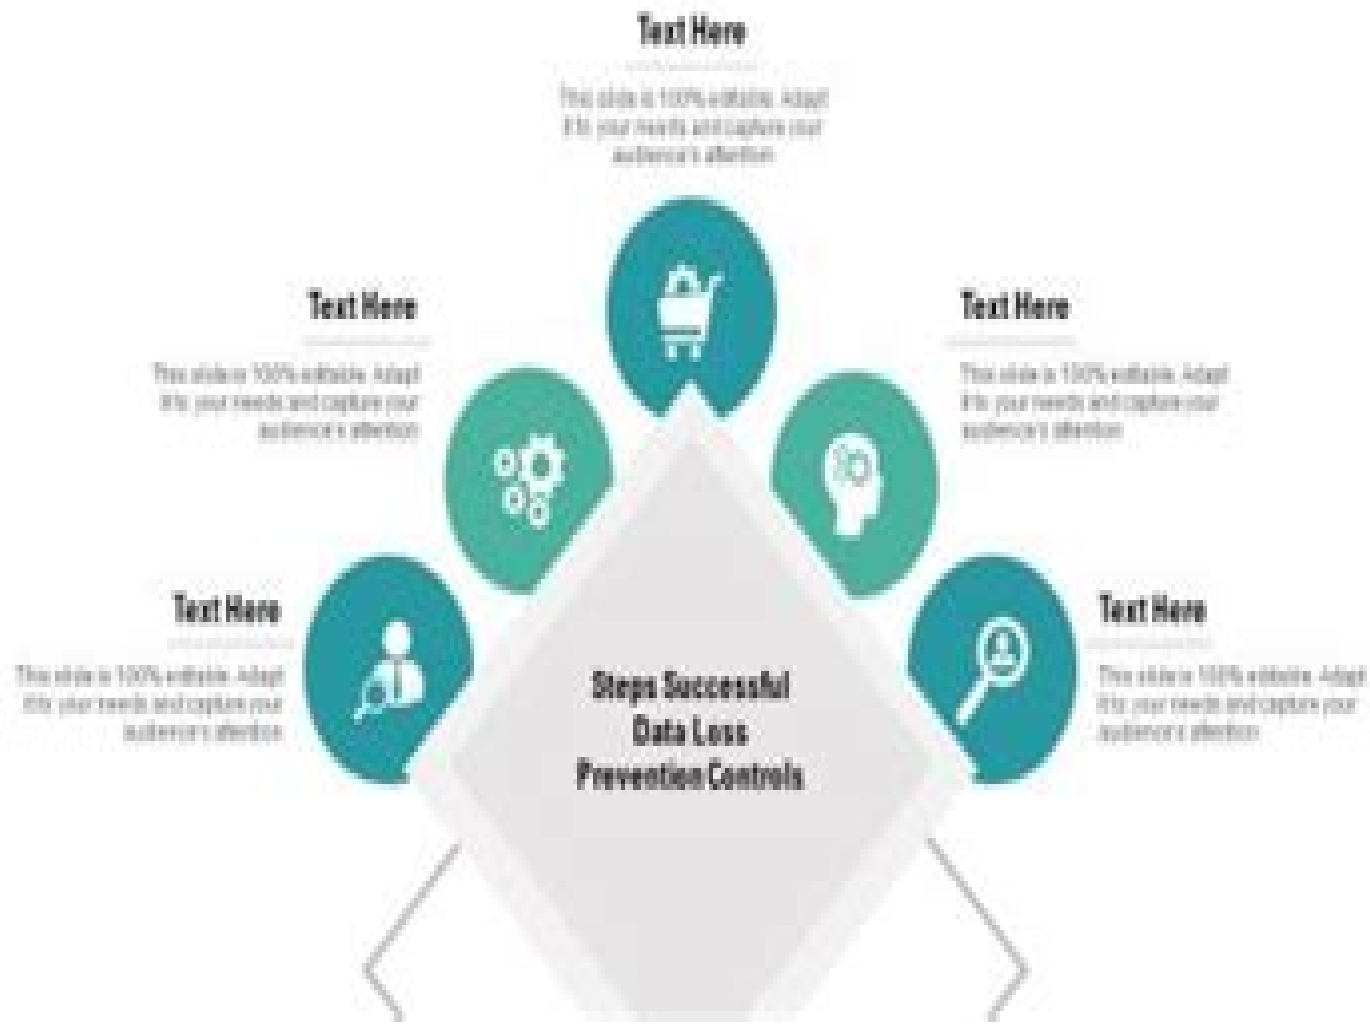 Text Here
This slide is 100% editable. Adapt
it to your needs and capture your
audience's attention
Text Here
This slide is 100% editable. Adapt
it to your needs and capture your
audience's attention
Text Here
This slide is 100% editable. Adapt
it to your needs and capture your
audience's attention
Text Here
This slide is 100% editable. Adapt
it to your needs and capture your
audience's attention
Text Here
This slide is 100% editable. Adapt
it to your needs and capture your
audience's attention
Steps Successful
Data Loss
Prevention Controls